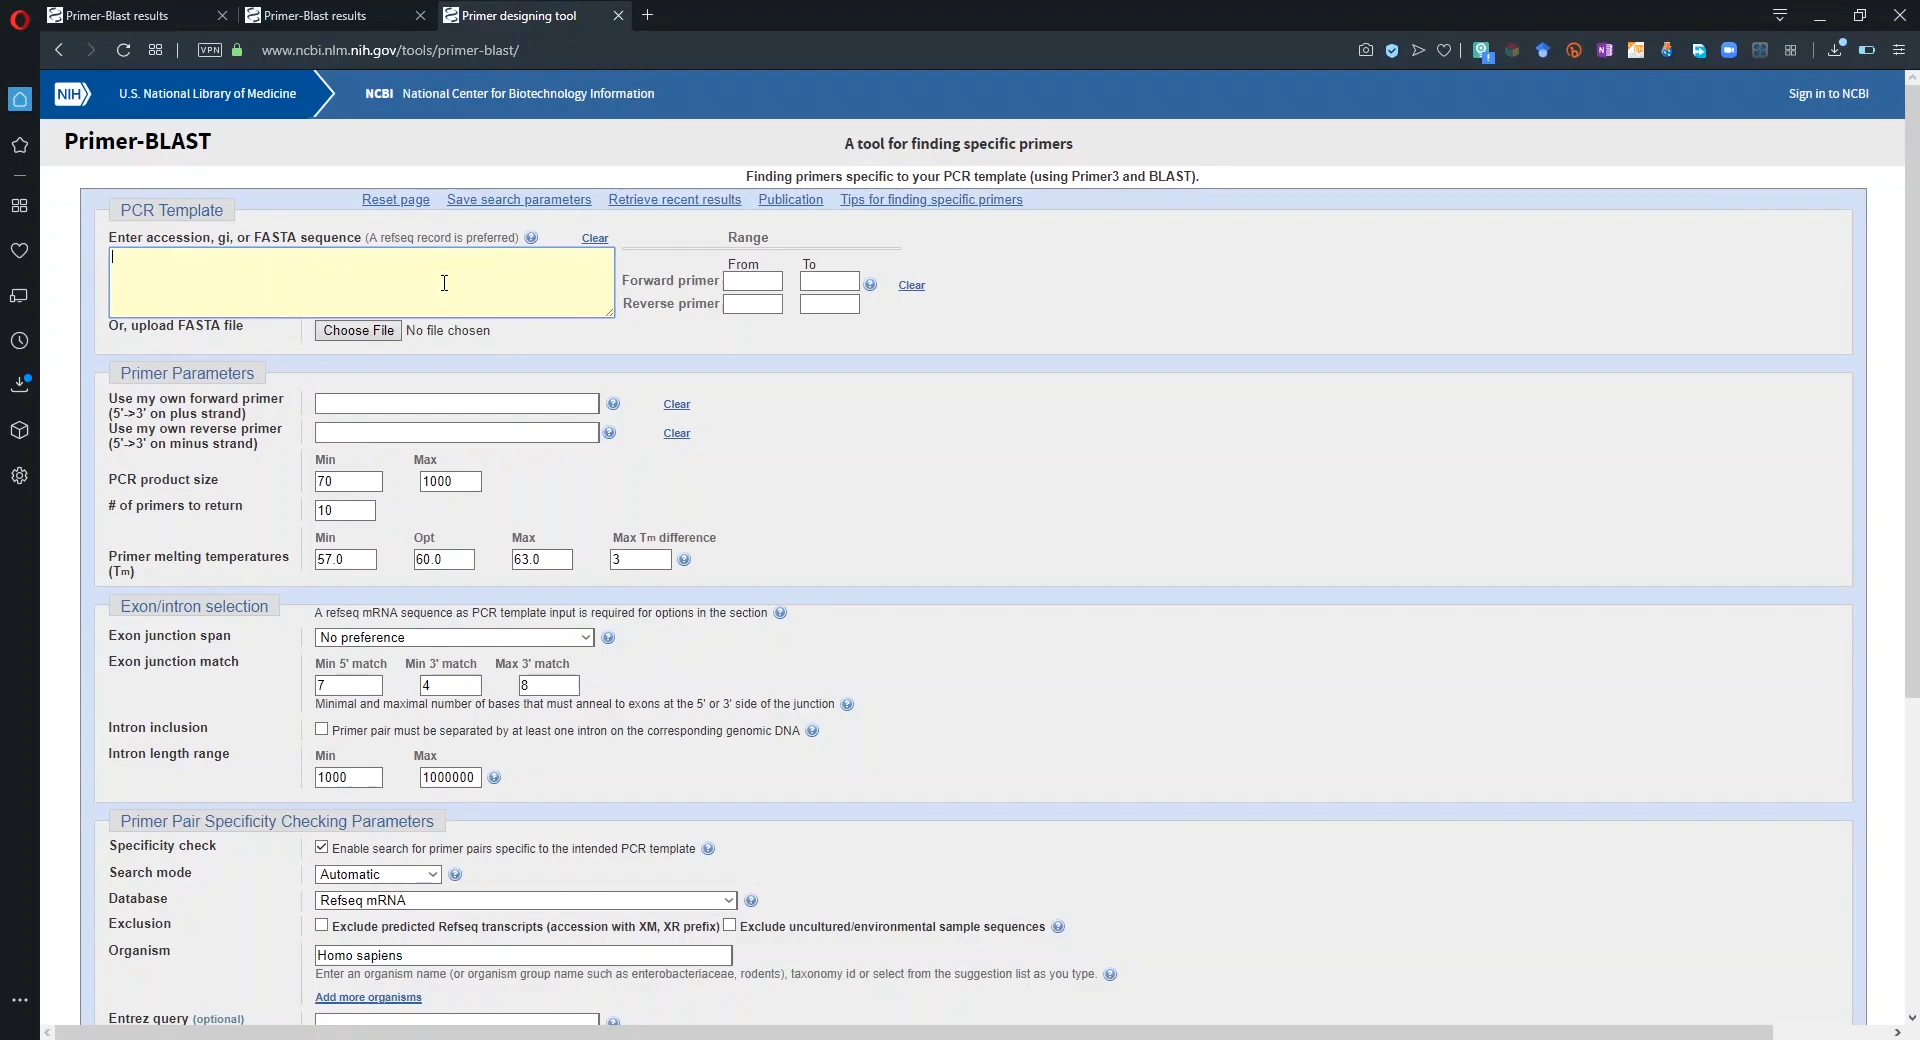 Primer-Blast results
Primer-Blast results
Primer designing tool
VPN
www.ncbi.nlm.nih.gov/tools/primer-blast/
NIH
U.S. National Library of Medicine
NCBI National Center for Biotechnology Information
Sign in to NCBI
Primer-BLAST
A tool for finding specific primers
Finding primers specific to your PCR template (using Primer3 and BLAST).
Reset page Save search parameters Retrieve recent results Publication Tips for finding specific primers
PCR Template
Enter accession, gi, or FASTA sequence (A refseq record is preferred) Clear
Range
From To
Forward primer Clear
Reverse primer
Or, upload FASTA file Choose File No file chosen
Primer Parameters
Use my own forward primer
(5'->3' on plus strand)
Clear
Use my own reverse primer
(5'->3' on minus strand)
Clear
Min Max
PCR product size 70 1000
# of primers to return 10
Min Opt Max Max Tm difference
Primer melting temperatures
(Tm)
57.0 60.0 63.0 3
Exon/intron selection
A refseq mRNA sequence as PCR template input is required for options in the section
Exon junction span No preference
Exon junction match Min 5' match Min 3' match Max 3' match
7 4 8
Minimal and maximal number of bases that must anneal to exons at the 5' or 3' side of the junction
Intron inclusion Primer pair must be separated by at least one intron on the corresponding genomic DNA
Intron length range Min Max
1000 1000000
Primer Pair Specificity Checking Parameters
Specificity check Enable search for primer pairs specific to the intended PCR template
Search mode Automatic
Database Refseq mRNA
Exclusion Exclude predicted Refseq transcripts (accession with XM, XR prefix) Exclude uncultured/environmental sample sequences
Organism Homo sapiens
Enter an organism name (or organism group name such as enterobacteriaceae, rodents), taxonomy id or select from the suggestion list as you type.
Add more organisms
Entrez query (optional)